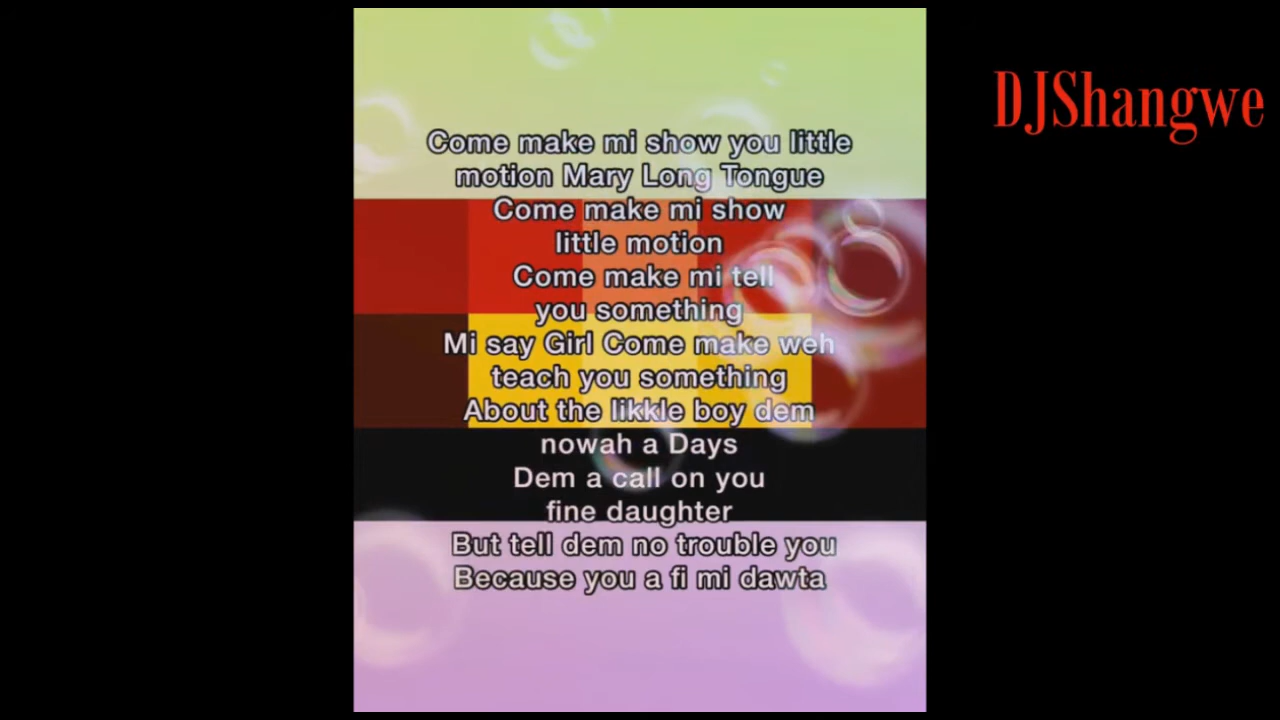 DJShangwe
Come make mi show you little
motion Mary Long Tongue
Come make mi show
little motion
Come make mi tell
you something
Mi say Girl Come make weh
teach you something
About the likkle boy dem
nowah a Days
Dem a call on you
fine daughter
But tell dem no trouble you
Because you a fi mi dawta